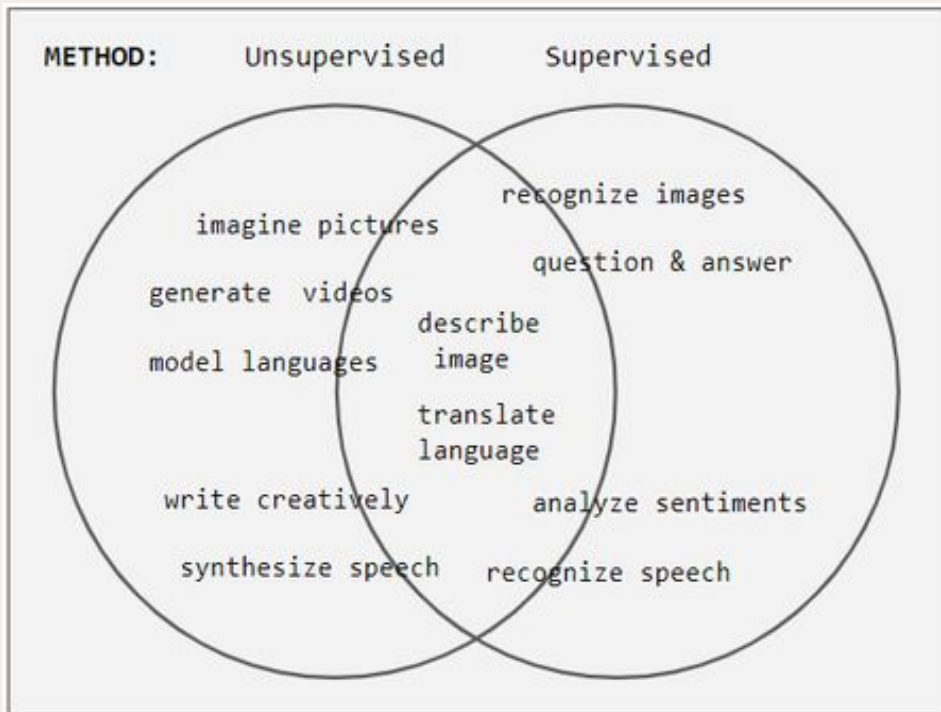 METHOD: Unsupervised Supervised
recognize images
imagine pictures
question & answer
generate videos
describe
image
model languages
translate
language
write creatively
analyze sentiments
synthesize speech
recognize speech